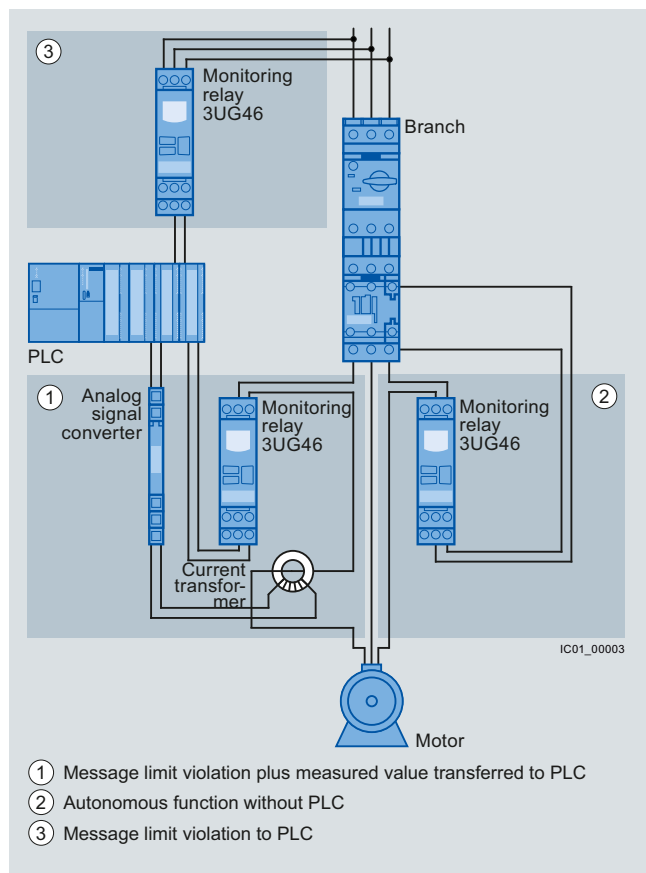 3
Monitoring
relay
3UG46
Branch
PLC
1
Analog
signal
converter
Monitoring
relay
3UG46
Monitoring
relay
3UG46
2
Current
transfor-
mer
IC01_00003
Motor
1 Message limit violation plus measured value transferred to PLC
2 Autonomous function without PLC
3 Message limit violation to PLC